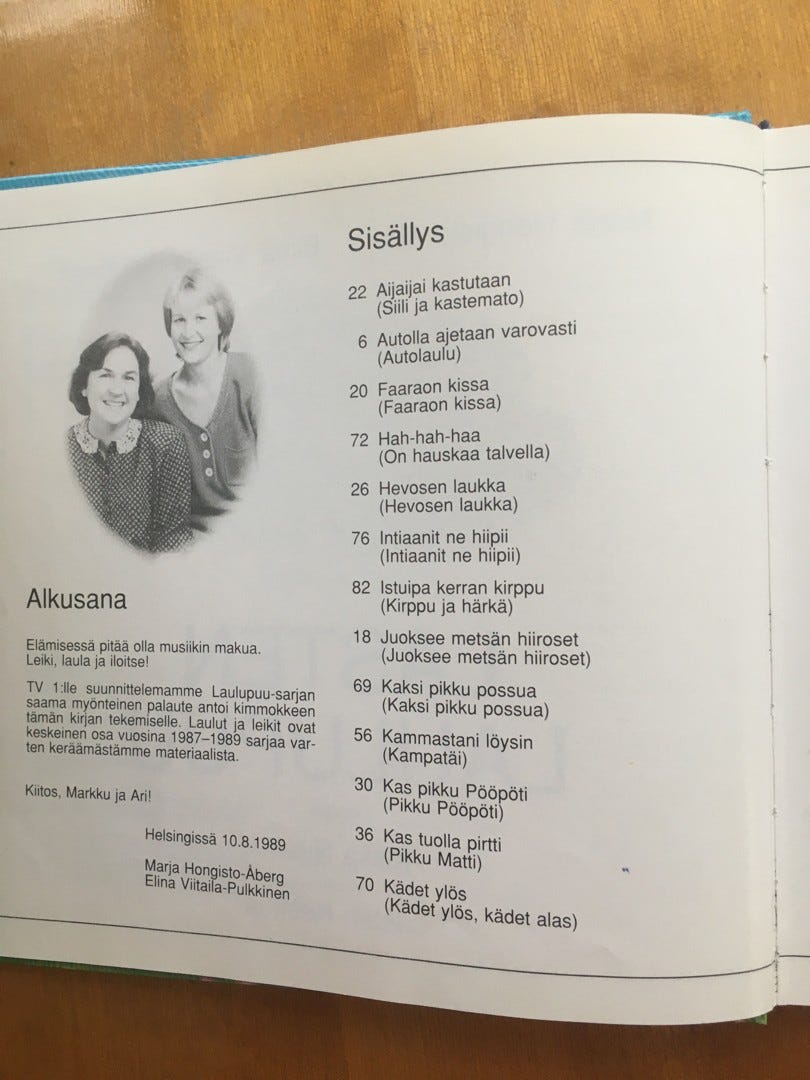 Alkusana
Elämisessä pitää olla musiikin makua.
Leiki, laula ja iloitse!
TV 1:lle suunnittelemamme Laulupuu-sarjan
saama myönteinen palaute antoi kimmokkeen
tämän kirjan tekemiselle. Laulut ja leikit ovat
keskeinen osa vuosina 1987–1989 sarjaa var-
ten keräämästämme materiaalista.
Kiitos, Markku ja Ari!
Helsingissä 10.8.1989
Marja Hongisto-Åberg
Elina Viitaila-Pulkkinen
Sisällys
22 Aijaijai kastutaan
(Siili ja kastemato)
6 Autolla ajetaan varovasti
(Autolaulu)
20 Faaraon kissa
(Faaraon kissa)
72 Hah-hah-haa
(On hauskaa talvella)
26 Hevosen laukka
(Hevosen laukka)
76 Intiaanit ne hiipii
(Intiaanit ne hiipii)
82 Istuipa kerran kirppu
(Kirppu ja härkä)
18 Juoksee metsän hiiroset
(Juoksee metsän hiiroset)
69 Kaksi pikku possua
(Kaksi pikku possua)
56 Kammastani löysin
(Kampatäi)
30 Kas pikku Pööpöti
(Pikku Pööpöti)
36 Kas tuolla pirtti
(Pikku Matti)
70 Kädet ylös
(Kädet ylös, kädet alas)